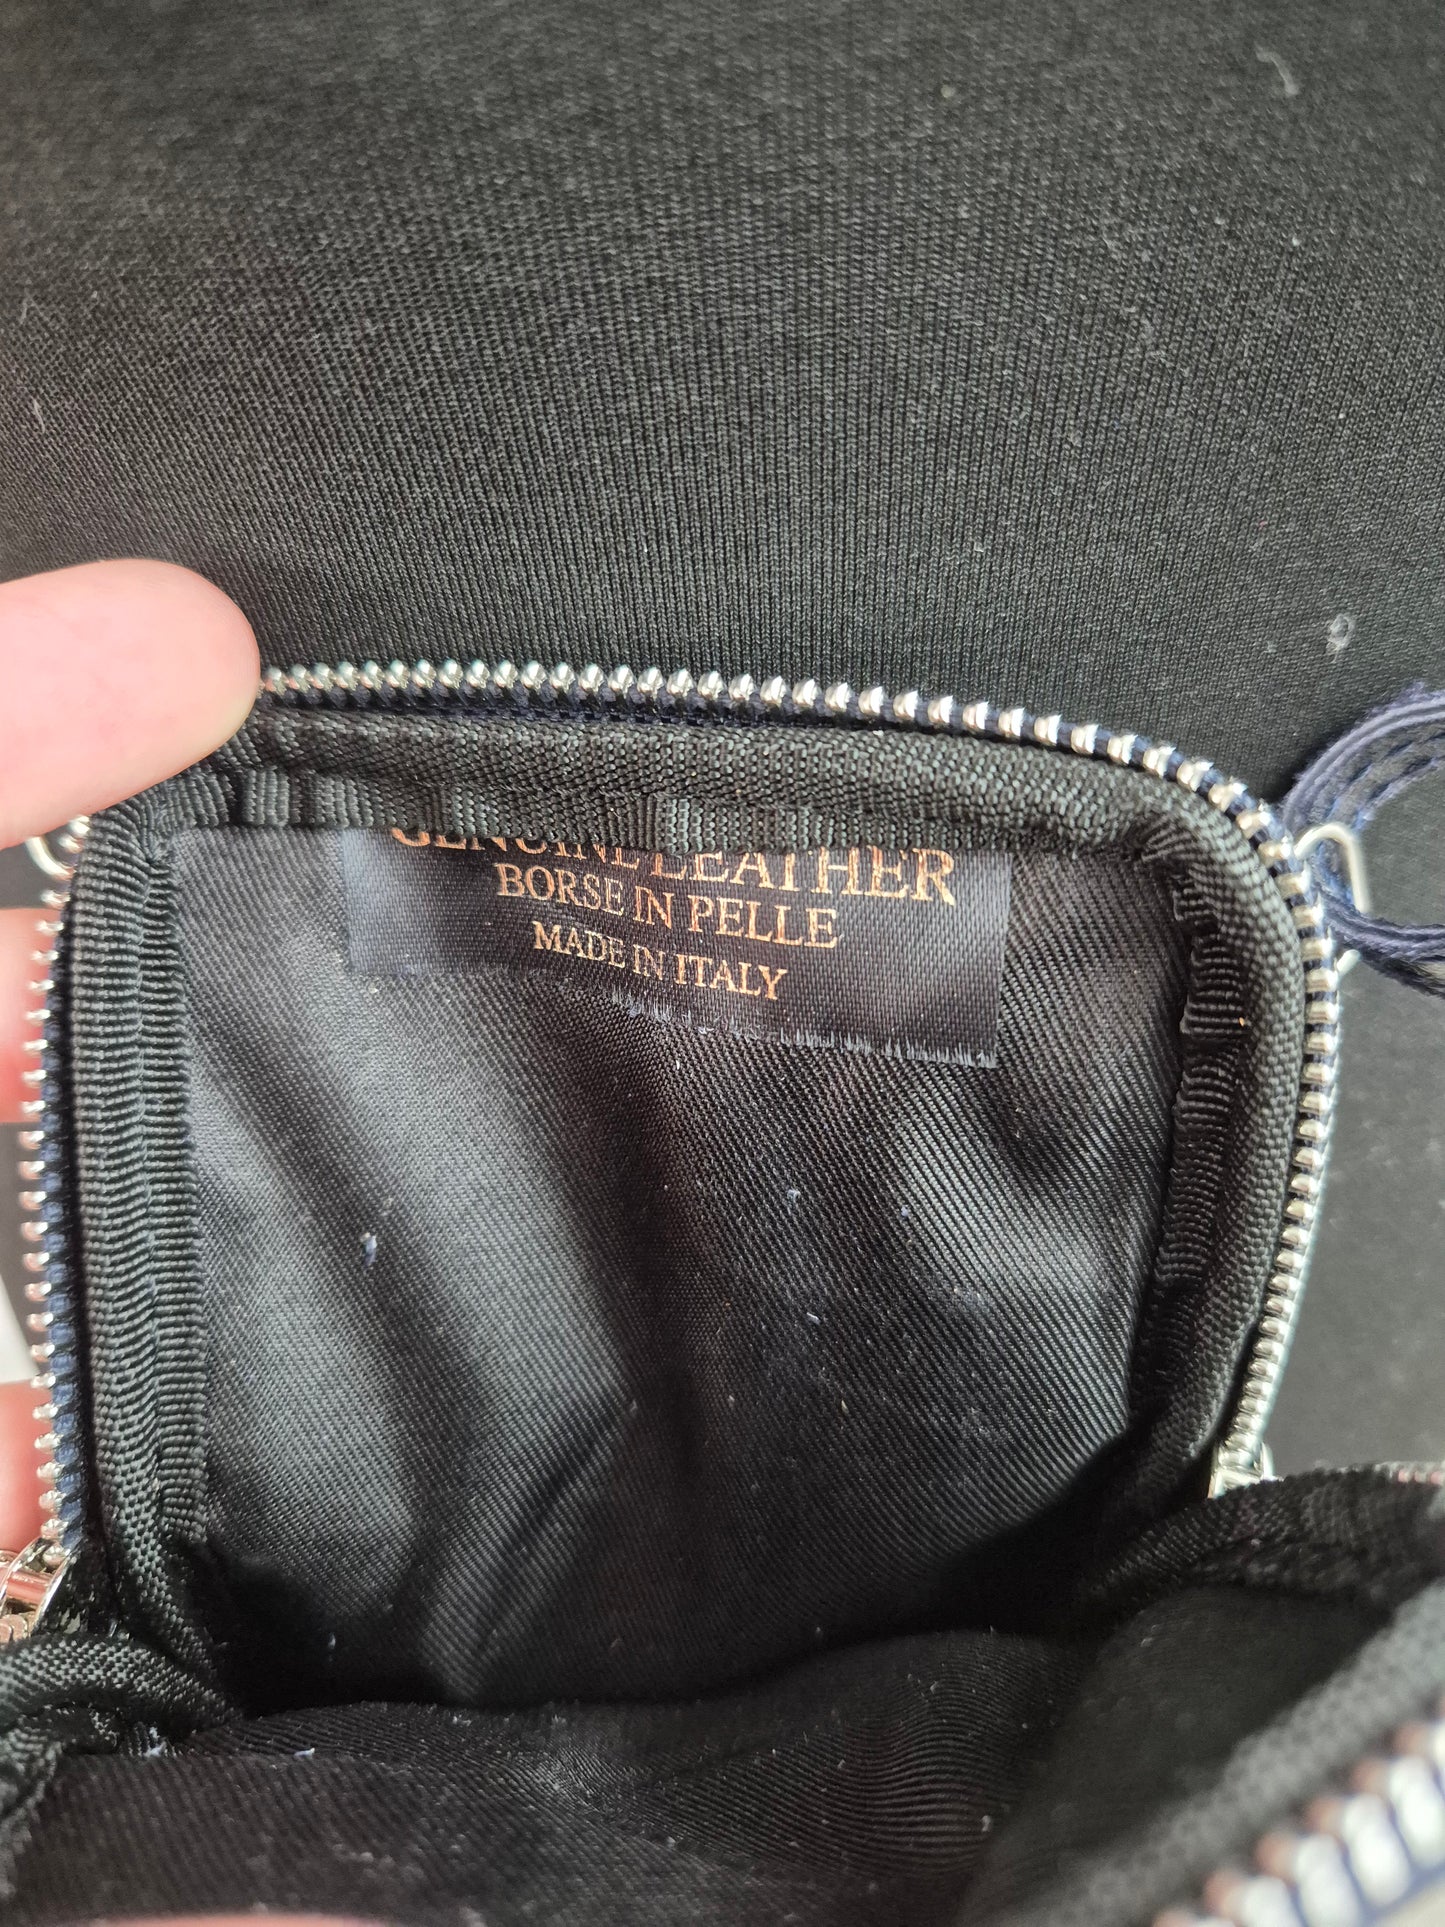 GENUINE LEATHER
BORSE IN PELLE
MADE IN ITALY